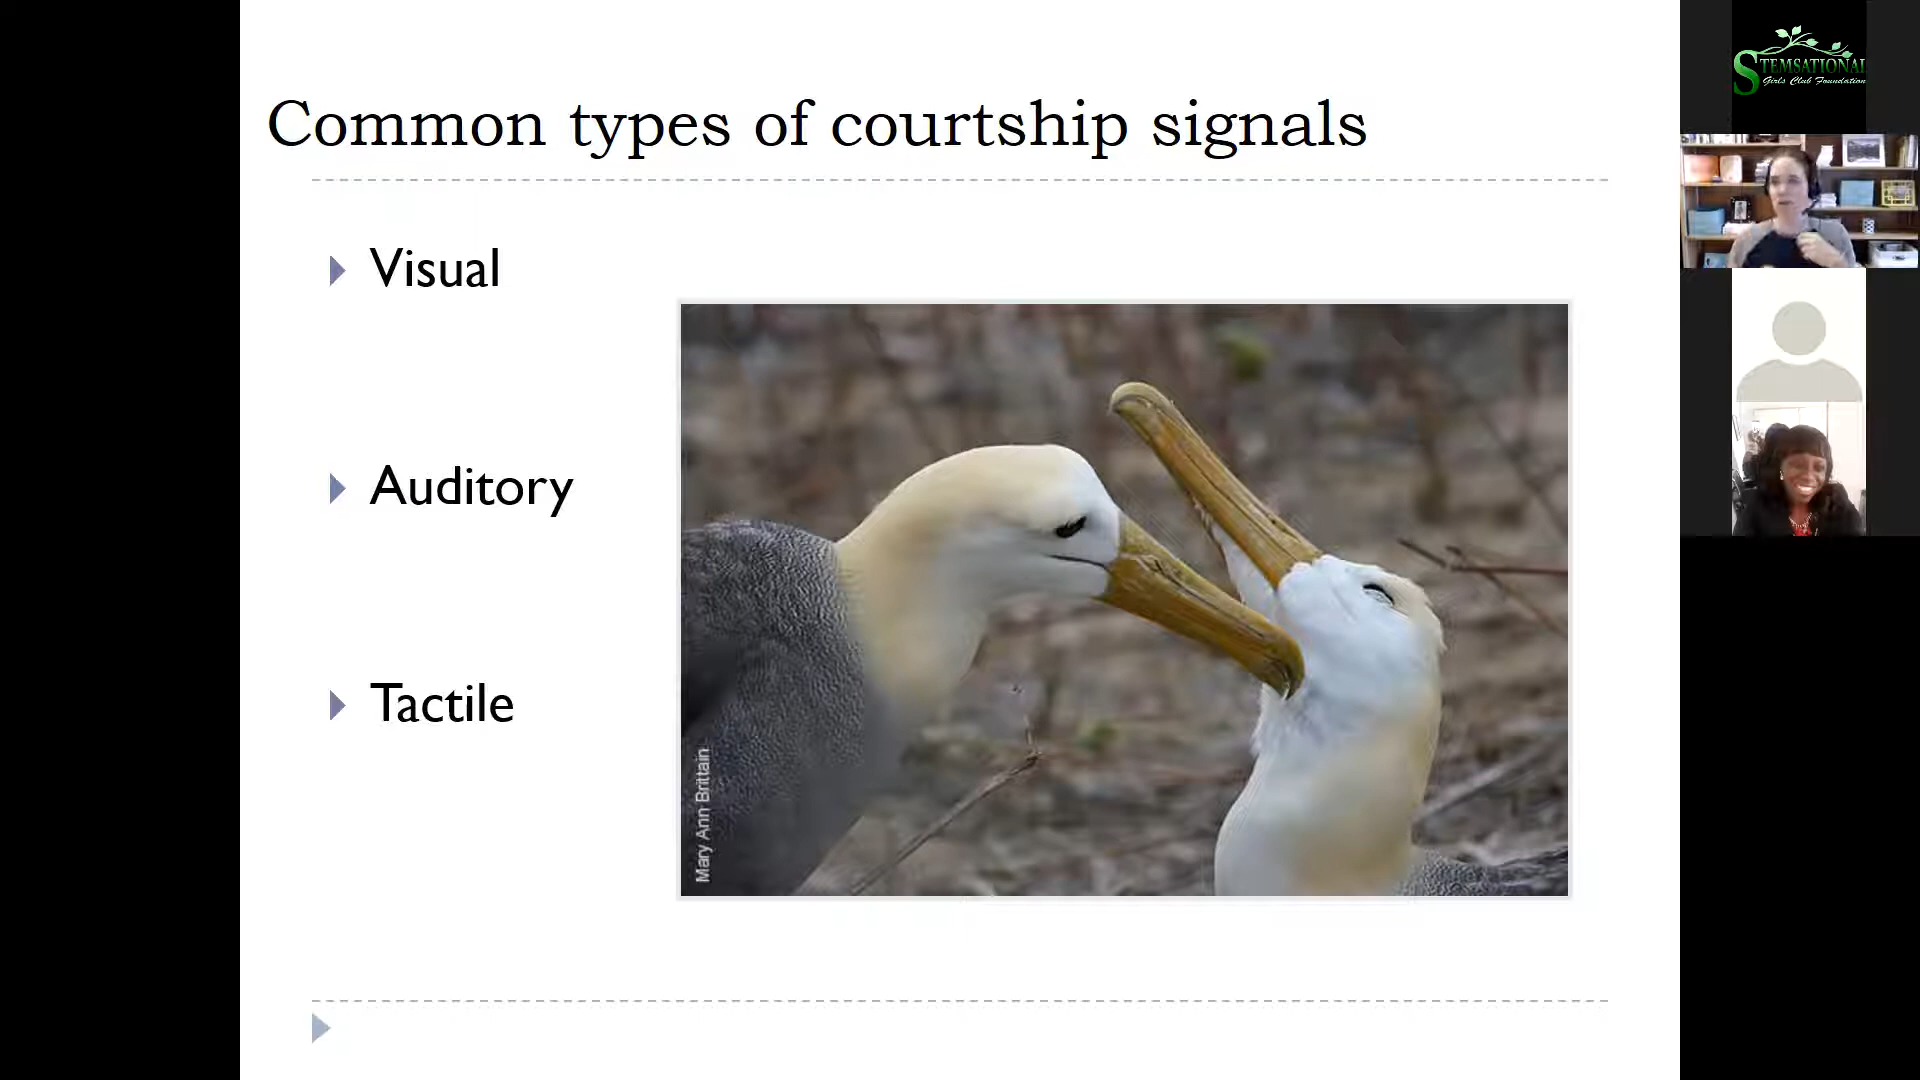 Common types of courtship signals
Visual
Auditory
Tactile
Mary Ann Brittain
STEMSATIONAL
Girls Club Foundation